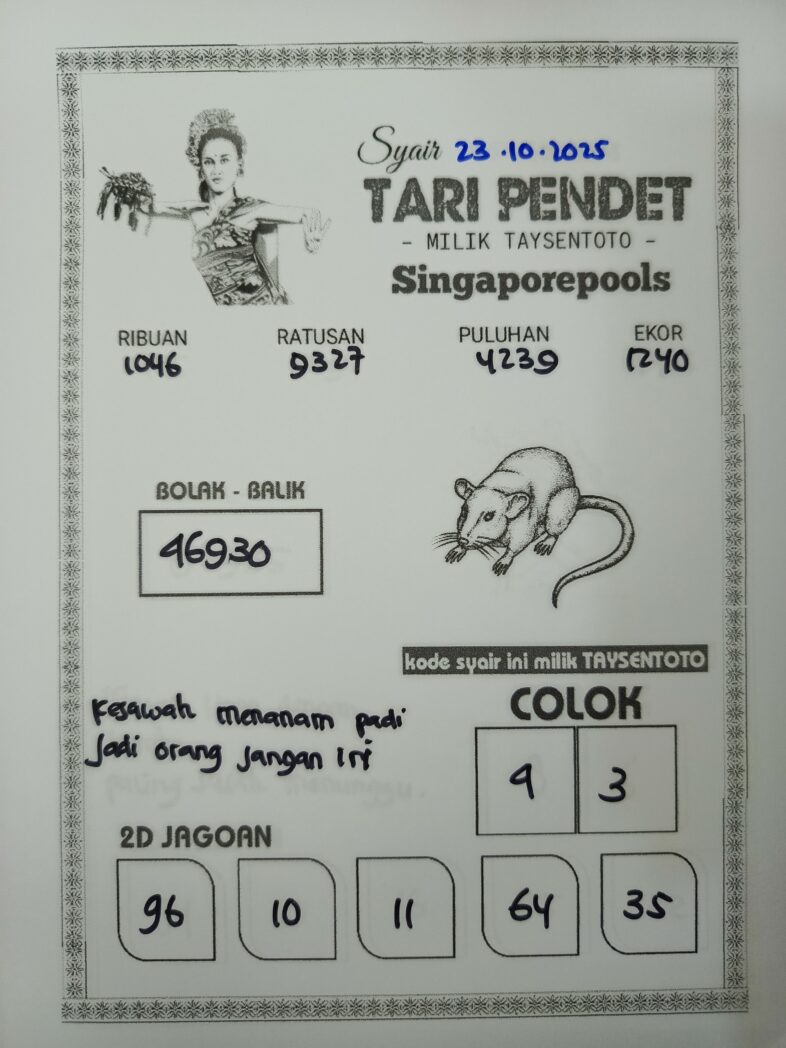 Syair 23.10.2025
TARI PENDET
- MILIK TAYSENTOTO -
Singaporepools
RIBUAN RATUSAN PULUHAN EKOR
1046 9327 4239 1240
BOLAK - BALIK
46930
kode syair ini milik TAYSENTOTO
Kesawah menanam padi
Jadi orang jangan iri
COLOK
9 3
2D JAGOAN
96 10 11 64 35